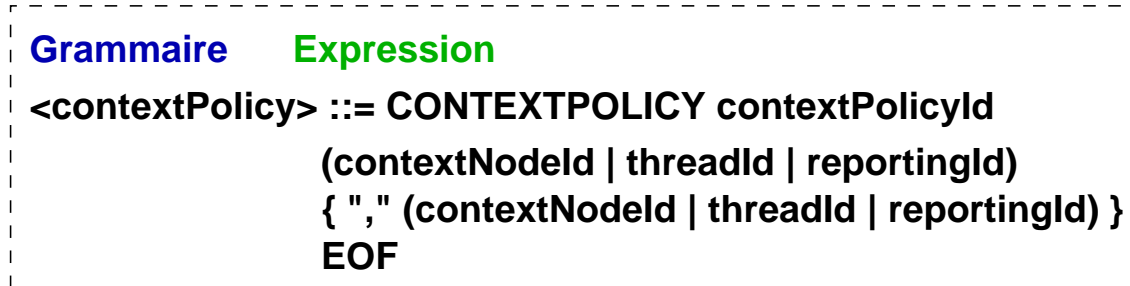 Grammaire Expression
<contextPolicy> ::= CONTEXTPOLICY contextPolicyId
(contextNodeId | threadId | reportingId)
{ "," (contextNodeId | threadId | reportingId) }
EOF